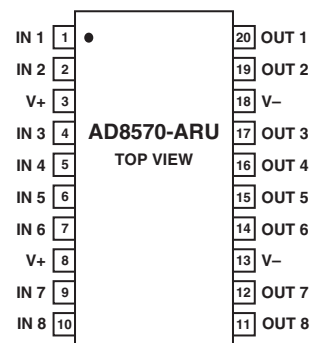 IN 1 1 20 OUT 1
IN 2 2 19 OUT 2
V+ 3 18 V–
IN 3 4 AD8570-ARU 17 OUT 3
IN 4 5 TOP VIEW 16 OUT 4
IN 5 6 15 OUT 5
IN 6 7 14 OUT 6
V+ 8 13 V–
IN 7 9 12 OUT 7
IN 8 10 11 OUT 8